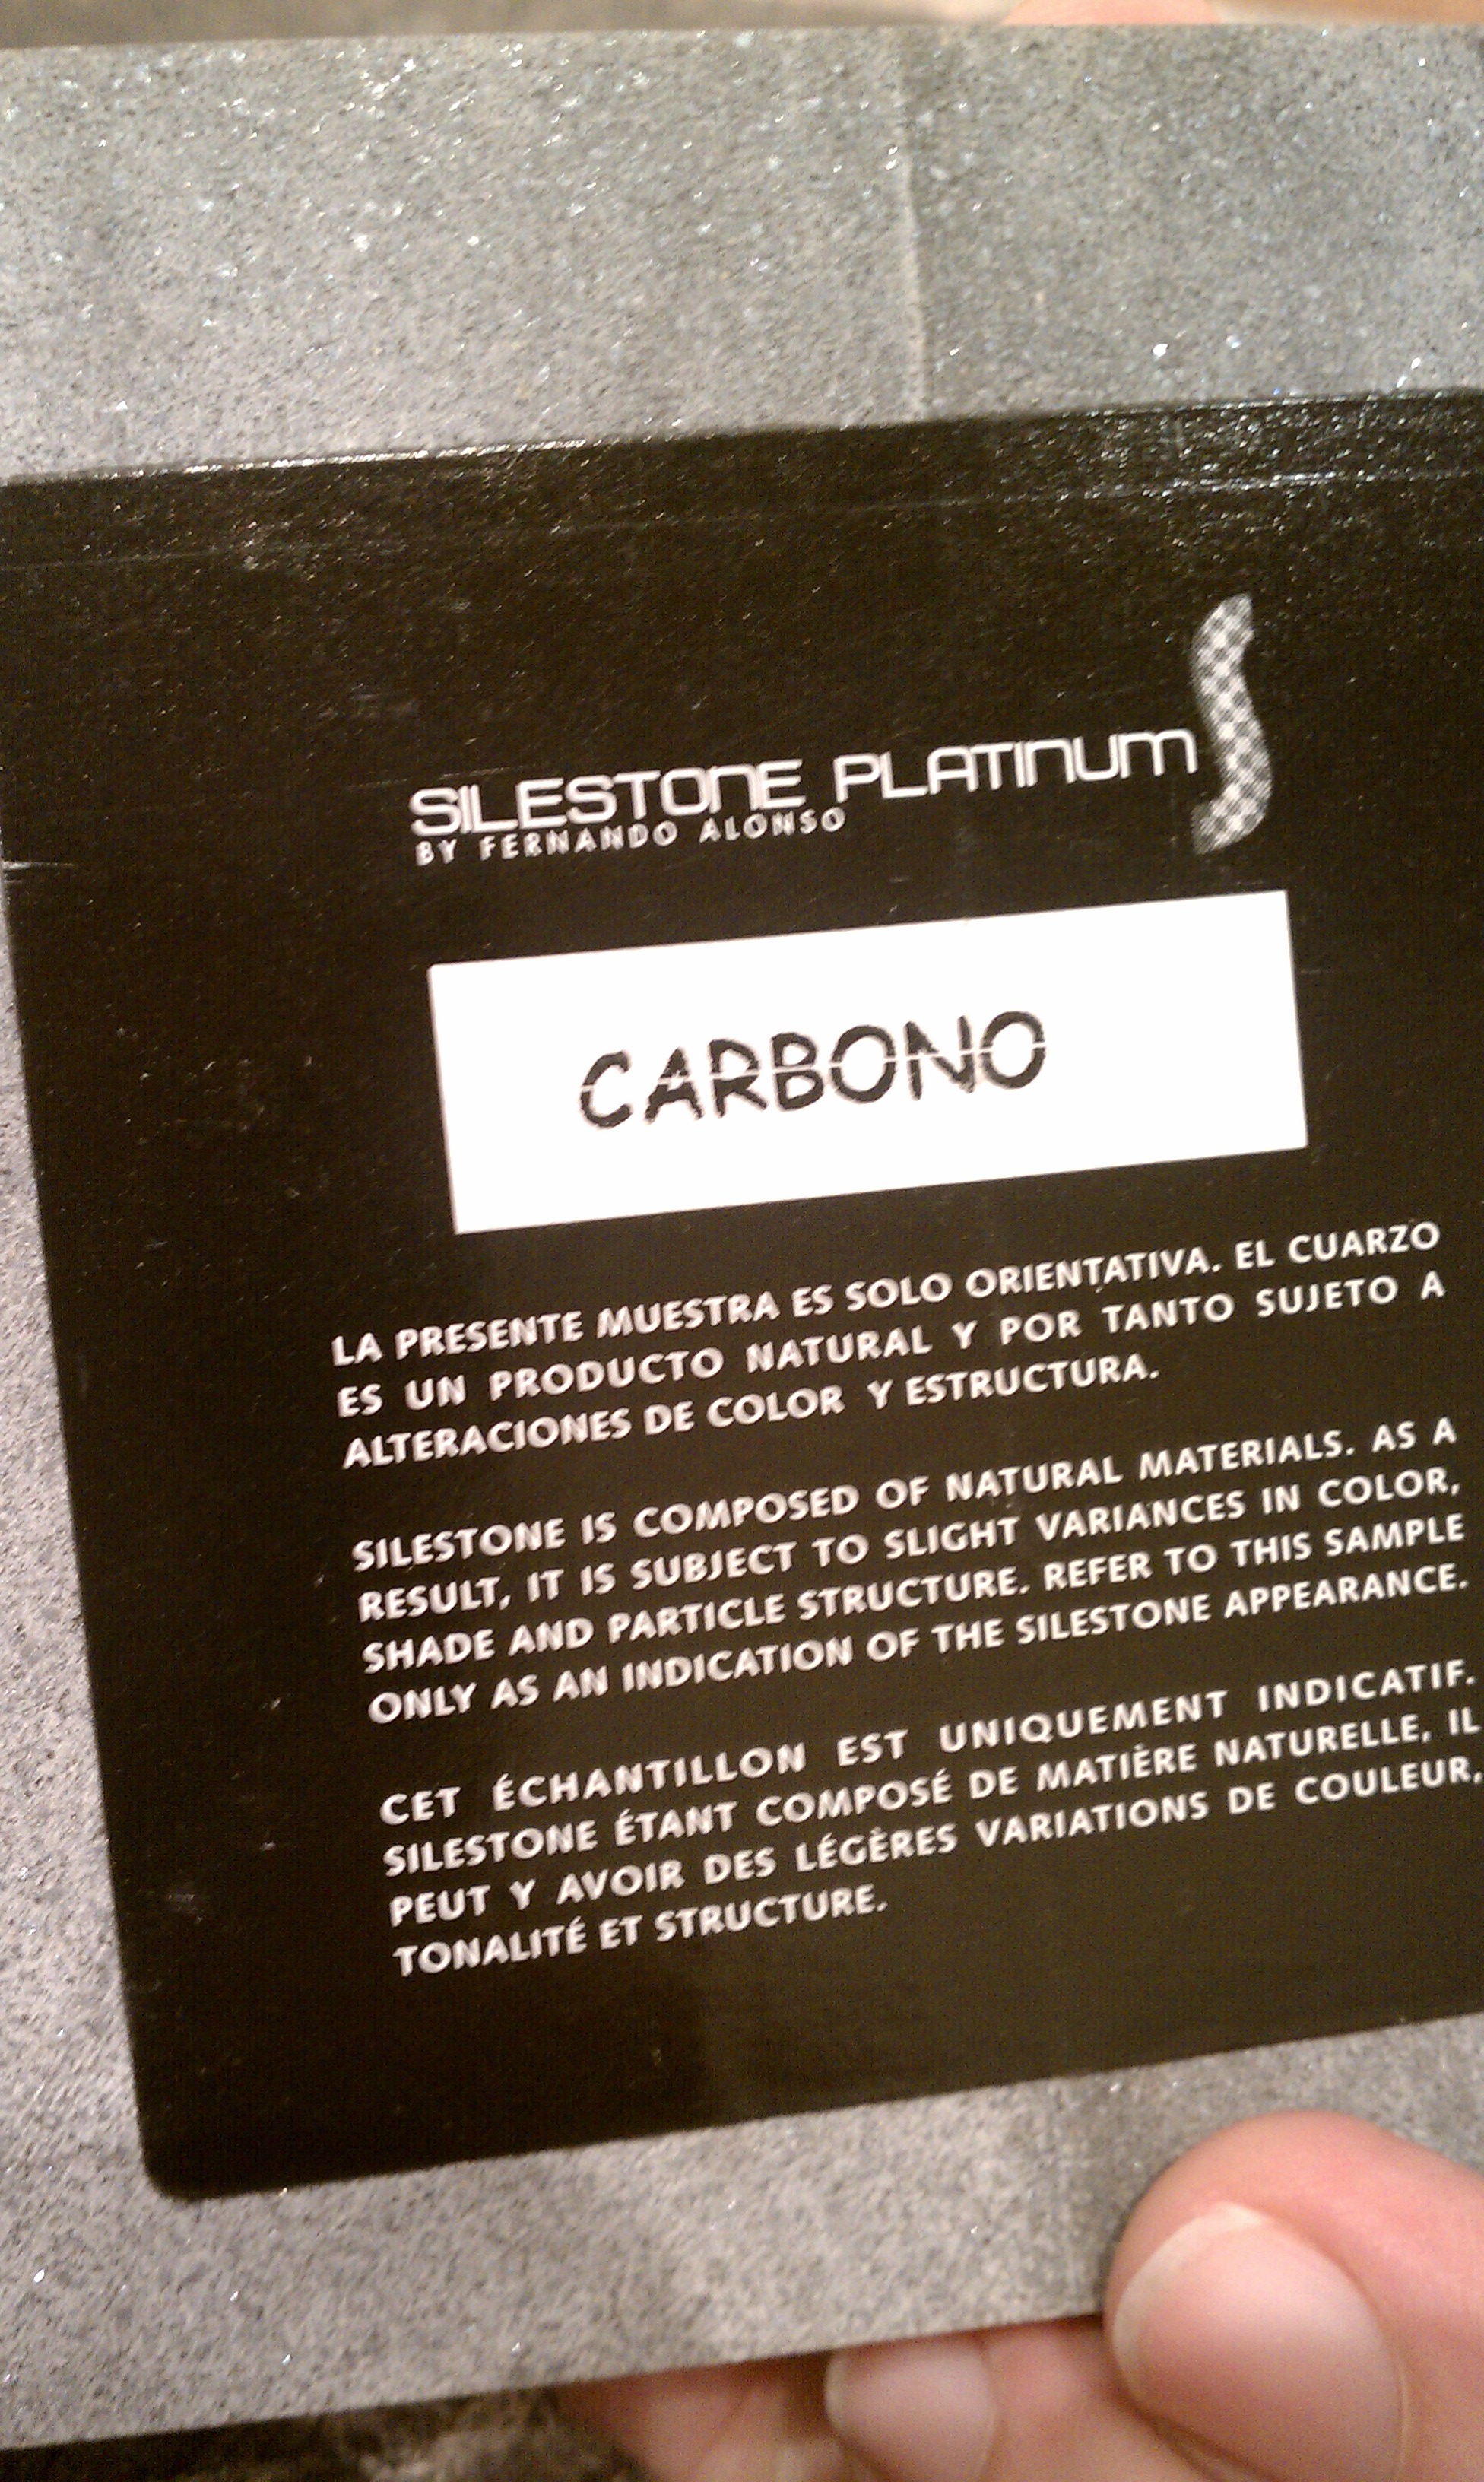 SILESTONE PLATINUM S
BY FERNANDO ALONSO
CARBONO
LA PRESENTE MUESTRA ES SOLO ORIENTATIVA. EL CUARZO
ES UN PRODUCTO NATURAL Y POR TANTO SUJETO A
ALTERACIONES DE COLOR Y ESTRUCTURA.
SILESTONE IS COMPOSED OF NATURAL MATERIALS. AS A
RESULT, IT IS SUBJECT TO SLIGHT VARIANCES IN COLOR,
SHADE AND PARTICLE STRUCTURE. REFER TO THIS SAMPLE
ONLY AS AN INDICATION OF THE SILESTONE APPEARANCE.
CET ÉCHANTILLON EST UNIQUEMENT INDICATIF.
SILESTONE ÉTANT COMPOSÉ DE MATIÈRE NATURELLE, IL
PEUT Y AVOIR DES LÉGÈRES VARIATIONS DE COULEUR,
TONALITÉ ET STRUCTURE.